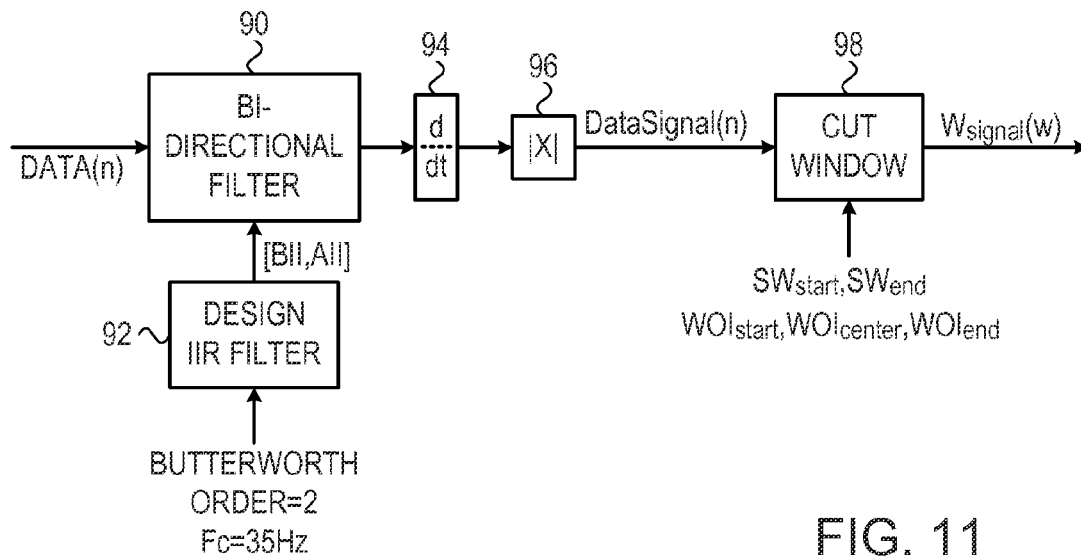 90
BI-
DIRECTIONAL
FILTER
DATA(n)
94
d
dt
96
|X|
DataSignal(n)
98
CUT
WINDOW
Wsignal(w)
[BII,AII]
SWstart,SWend
WOIstart,WOIcenter,WOIend
92
DESIGN
IIR FILTER
BUTTERWORTH
ORDER=2
Fc=35Hz
FIG. 11